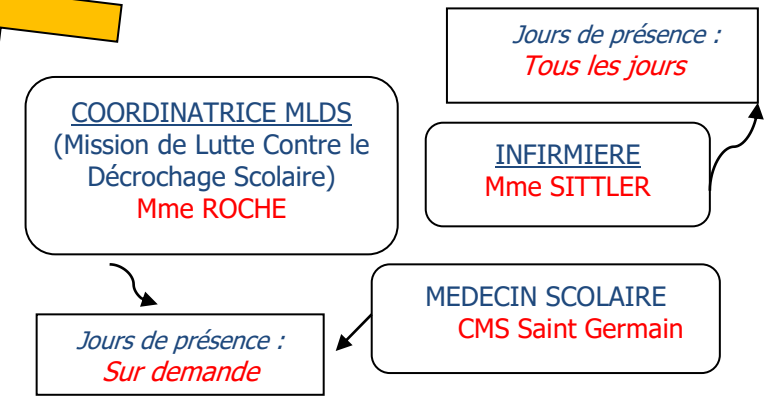 Jours de présence :
Tous les jours
COORDINATRICE MLDS
(Mission de Lutte Contre le
Décrochage Scolaire)
Mme ROCHE
INFIRMIERE
Mme SITTLER
MEDECIN SCOLAIRE
CMS Saint Germain
Jours de présence :
Sur demande